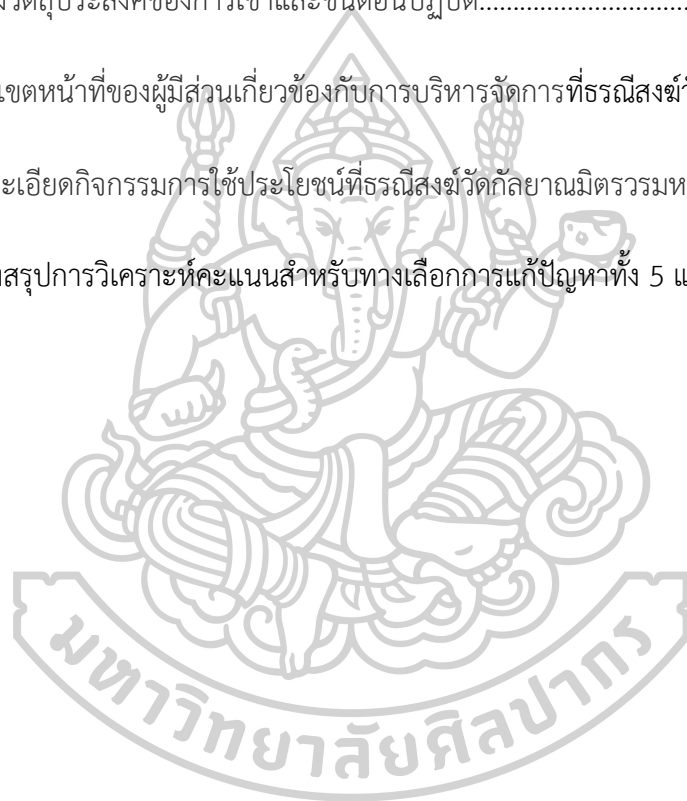 งวัตถุประสงค์ของการเช่าและขั้นตอนปฏิบัติ................................
เขตหน้าที่ของผู้มีส่วนเกี่ยวข้องกับการบริหารจัดการที่ธรณีสงฆ์วั
ะเอียดกิจกรรมการใช้ประโยชน์ที่ธรณีสงฆ์วัดกัลยาณมิตรวรมห
สรุปการวิเคราะห์คะแนนสำหรับทางเลือกการแก้ปัญหาทั้ง 5 แ
มหาวิทยาลัยศิลปากร